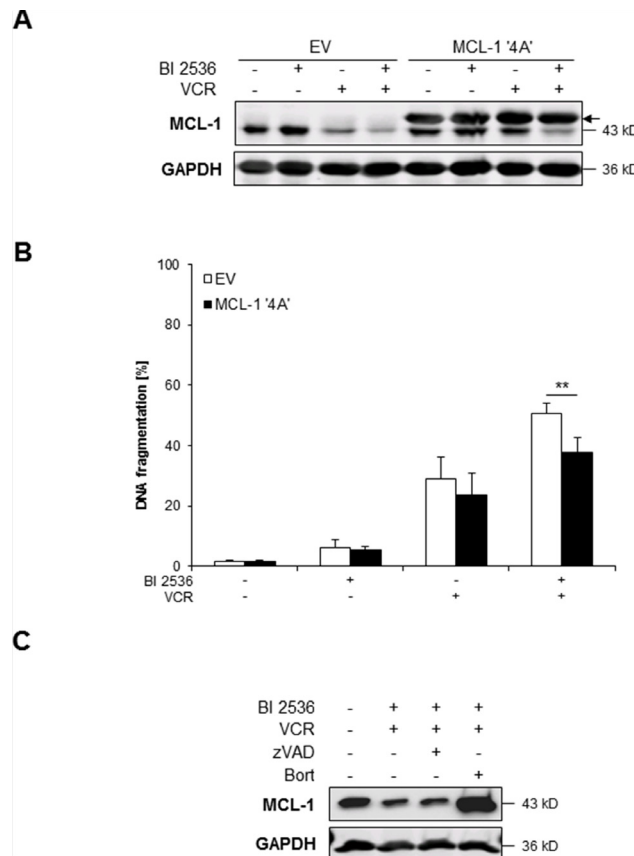 A
EV MCL-1 '4A'
BI 2536 - + - + - + - +
VCR - - + + - - + +
MCL-1 43 kD
GAPDH 36 kD
B
100
80
60
40
20
0
DNA fragmentation [%]
EV
MCL-1 '4A'
**
BI 2536 - + - +
VCR - - + +
C
BI 2536 - + + +
VCR - + + +
zVAD - - + -
Bort - - - +
MCL-1 43 kD
GAPDH 36 kD